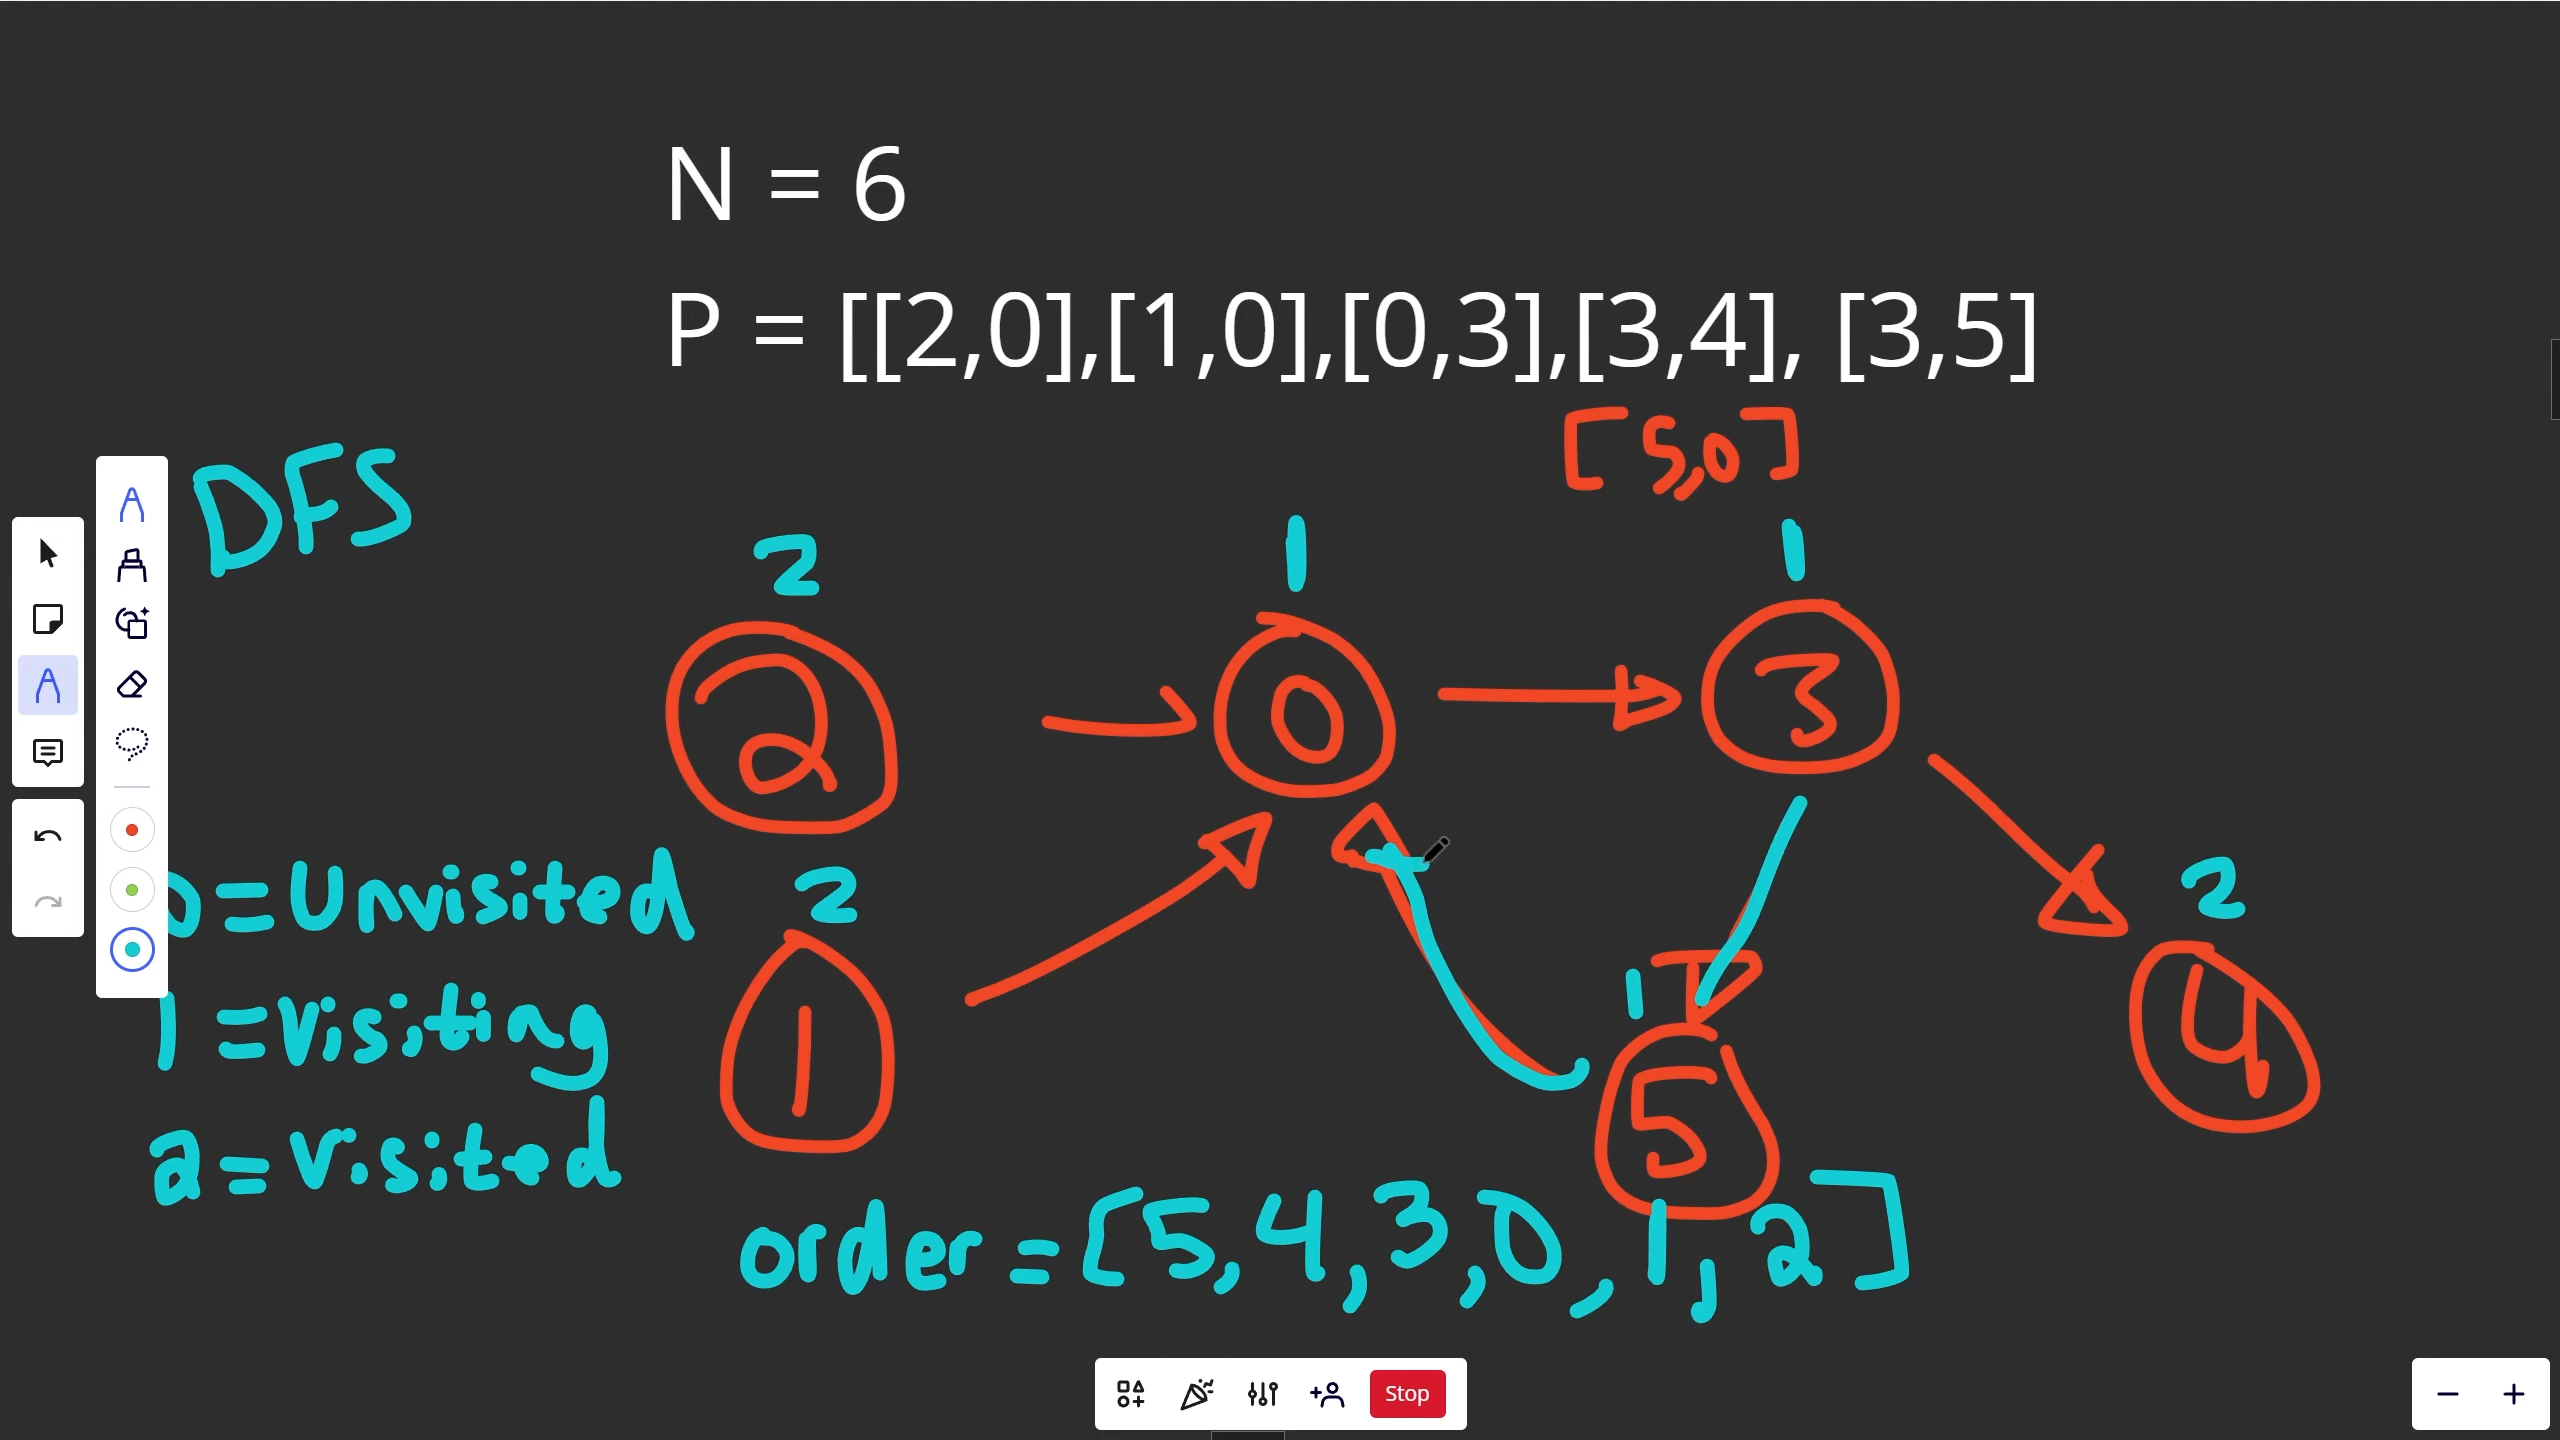 N = 6
P = [[2,0],[1,0],[0,3],[3,4], [3,5]
[5,0]
DFS
2
1
1
2
0
3
0=Unvisited
2
2
1
1
5
4
1=Visiting
2=Visited
order=[5,4,3,0,1,2]
Stop